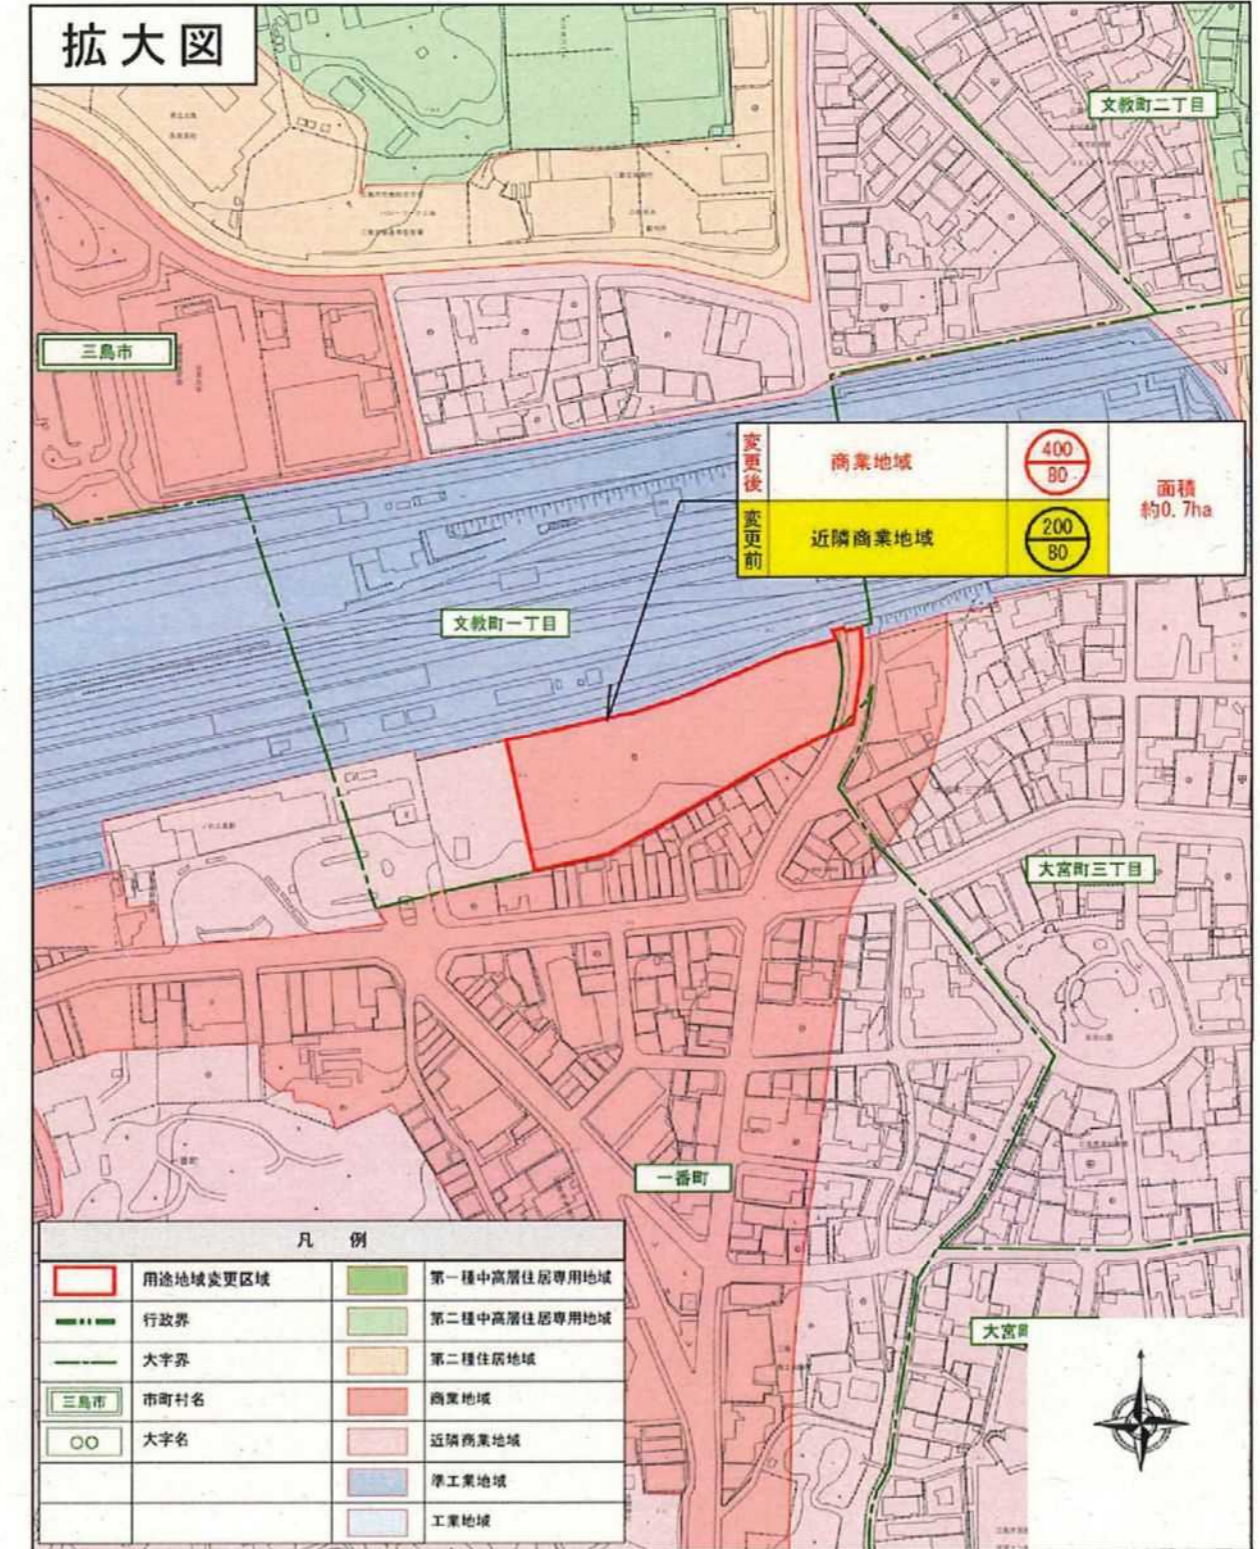 拡大図
文教町二丁目
三島市
変更後
商業地域
400
80
面積
約0.7ha
変更前
近隣商業地域
200
80
文教町一丁目
大宮町三丁目
一番町
大宮町
凡 例
用途地域変更区域
第一種中高層住居専用地域
行政界
第二種中高層住居専用地域
大字界
第二種住居地域
三島市
市町村名
商業地域
○○
大字名
近隣商業地域
準工業地域
工業地域